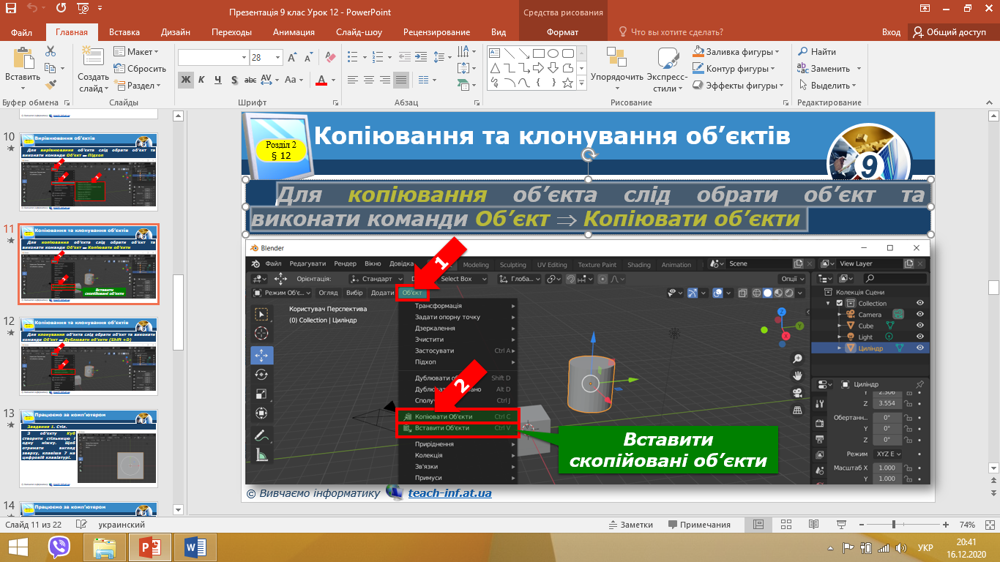 Презентація 9 клас Урок 12 - PowerPoint
Средства рисования
Файл Главная Вставка Дизайн Переходы Анимация Слайд-шоу Рецензирование Вид Формат Что вы хотите сделать? Вход Общий доступ
Вставить
Буфер обмена
Создать слайд
Макет
Сбросить
Раздел
Слайды
28
Ж К Ч S abc AV Aa А
Шрифт
Абзац
Упорядочить
Экспресс-стили
Заливка фигуры
Контур фигуры
Эффекты фигуры
Рисование
Найти
Заменить
Выделить
Редактирование
10
Вирівнювання об'єктів
Для вирівнювання об'єкта слід обрати об'єкт та
виконати команди Об'єкт ⇒ Підхоп
11
Копіювання та клонування об'єктів
Для копіювання об'єкта слід обрати об'єкт та
виконати команди Об'єкт ⇒ Копіювати об'єкти
Вставити
скопійовані об'єкти
12
Копіювання та клонування об'єктів
Для клонування об'єкта слід обрати об'єкт та виконати
команди Об'єкт ⇒ Дублювати об'єкти (Shift +D)
13
Працюємо за комп'ютером
Завдання 1. Стіл.
З об'єкту Куб
створити стільницю і
одну ніжку. Щоб
отримати вигляд
зверху, клавіша 7 на
цифровій клавіатурі.
14
Працюємо за комп'ютером
Розділ 2
§ 12
Копіювання та клонування об’єктів
9
Для копіювання об’єкта слід обрати об’єкт та
виконати команди Об’єкт ⇒ Копіювати об’єкти
Blender
Файл Редагувати Рендер Вікно Довідка Modeling Sculpting UV Editing Texture Paint Shading Animation Scene View Layer
Орієнтація: Стандарт Select Box Глоба... Опції
Режим Об'є... Огляд Вибір Додати Об'єкт
Користувач Перспектива
(0) Collection | Циліндр
1
Трансформація
Задати опорну точку
Дзеркалення
Зчистити
Застосувати Ctrl A
Підхоп
Дублювати Shift D
Alt D
Ctrl J
2
Копіювати Об'єкти Ctrl C
Вставити Об'єкти Ctrl V
Приріднення
Колекція
Зв'язки
Примуси
Вставити
скопійовані об’єкти
Z
Y
Колекція Сцени
Collection
Camera
Cube
Light
Циліндр
Циліндр
Y 2.306
Z 3.554
Обертанн... 0°
Y 0°
Z 0°
Режим XYZ Е
Масштаб X 1.000
Y 1.000
© Вивчаємо інформатику teach-inf.at.ua
Слайд 11 из 22 украинский Заметки Примечания 74%
УКР
20:41
16.12.2020